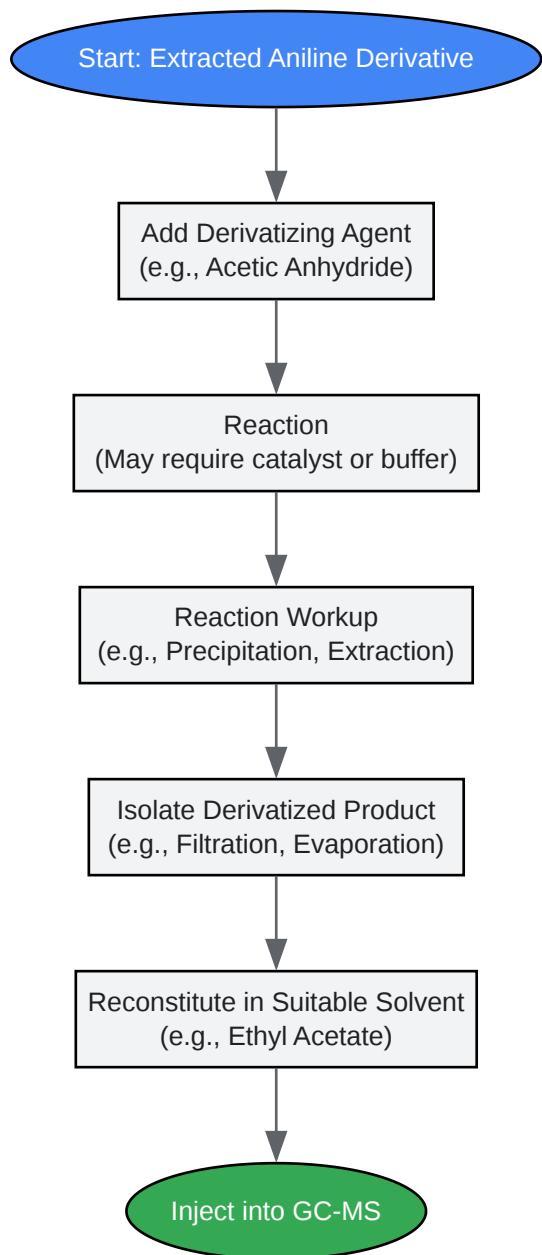 Start: Extracted Aniline Derivative
Add Derivatizing Agent
(e.g., Acetic Anhydride)
Reaction
(May require catalyst or buffer)
Reaction Workup
(e.g., Precipitation, Extraction)
Isolate Derivatized Product
(e.g., Filtration, Evaporation)
Reconstitute in Suitable Solvent
(e.g., Ethyl Acetate)
Inject into GC-MS